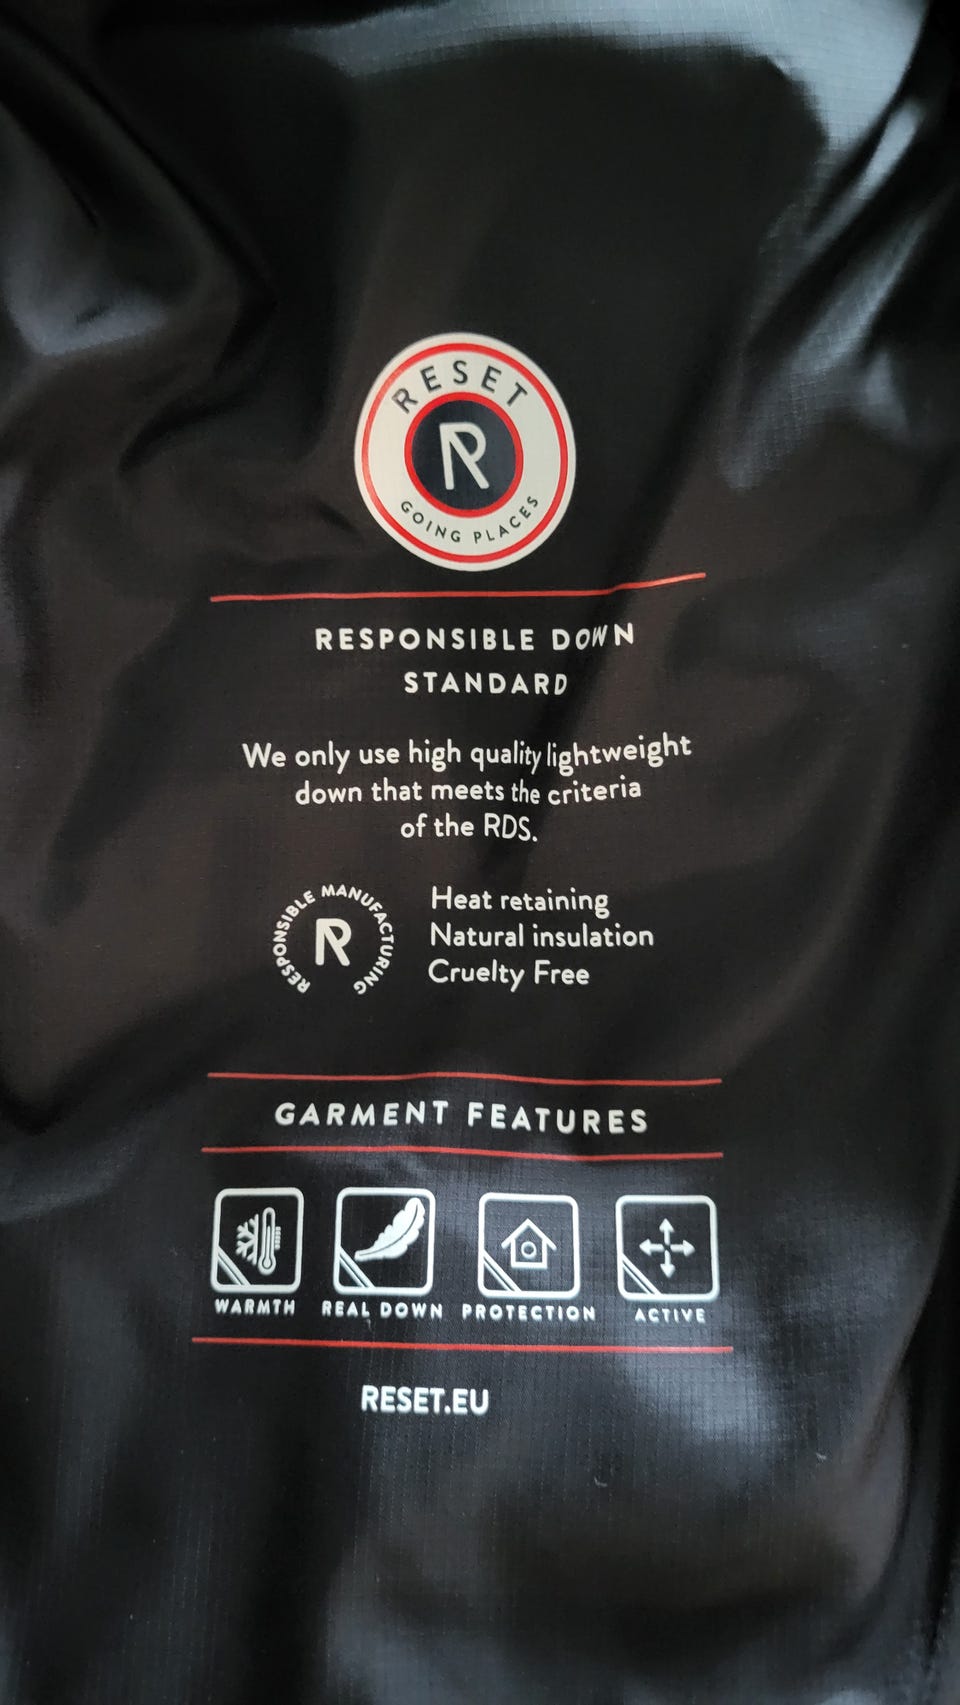 RESET
R
GOING PLACES
RESPONSIBLE DOWN
STANDARD
We only use high quality lightweight
down that meets the criteria
of the RDS.
RESPONSIBLE MANUFACTURING
R
Heat retaining
Natural insulation
Cruelty Free
GARMENT FEATURES
WARMTH REAL DOWN PROTECTION ACTIVE
RESET.EU